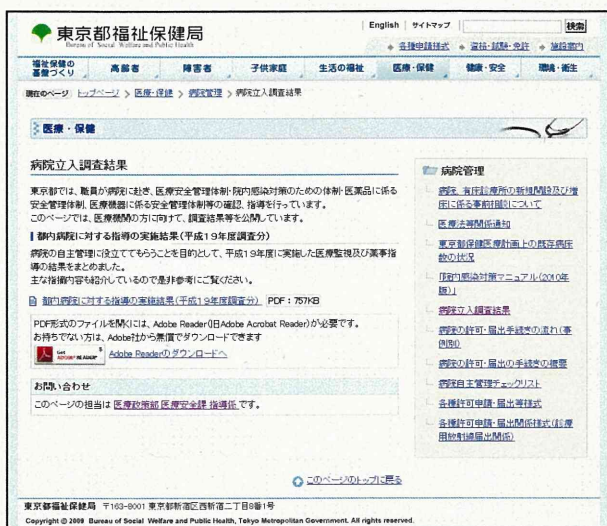 東京都福祉保健局
Bureau of Social Welfare and Public Health
English サイトマップ 検索
各種申請様式 資格・試験・免許 施設案内
福祉保健の基盤づくり 高齢者 障害者 子供家庭 生活の福祉 医療・保健 健康・安全 環境・衛生
現在のページ トップページ > 医療・保健 > 病院管理 > 病院立入調査結果
医療・保健
病院立入調査結果
東京都では、職員が病院に赴き、医療安全管理体制・院内感染対策のための体制・医薬品に係る
安全管理体制、医療機器に係る安全管理体制等の確認、指導を行っています。
このページでは、医療機関の方に向けて、調査結果等を公開しています。
都内病院に対する指導の実施結果(平成19年度調査分)
病院の自主管理に役立ててもらうことを目的として、平成19年度に実施した医療監視及び薬事指
導の結果をまとめました。
主な指摘内容も紹介しているので是非参考にご覧ください。
都内病院に対する指導の実施結果(平成19年度調査分) PDF:757KB
PDF形式のファイルを開くには、Adobe Reader(旧Adobe Acrobat Reader)が必要です。
お持ちでない方は、Adobe社から無償でダウンロードできます
Get ADOBE READER Adobe Readerのダウンロードへ
お問い合わせ
このページの担当は 医療政策部 医療安全課 指導係 です。
病院管理
病院、有床診療所の新規開設及び増
床に係る事前相談について
医療法等関係通知
東京都保健医療計画上の既存病床
数の状況
「院内感染対策マニュアル(2010年
版)」
病院立入調査結果
病院の許可・届出手続きの流れ(事
例別)
病院の許可・届出の手続きの概要
病院自主管理チェックリスト
各種許可申請・届出等様式
各種許可申請・届出関係様式(診療
用放射線届出関係)
このページのトップに戻る
東京都福祉保健局 〒163-8001 東京都新宿区西新宿二丁目8番1号
Copyright © 2009 Bureau of Social Welfare and Public Health, Tokyo Metropolitan Government. All rights reserved.